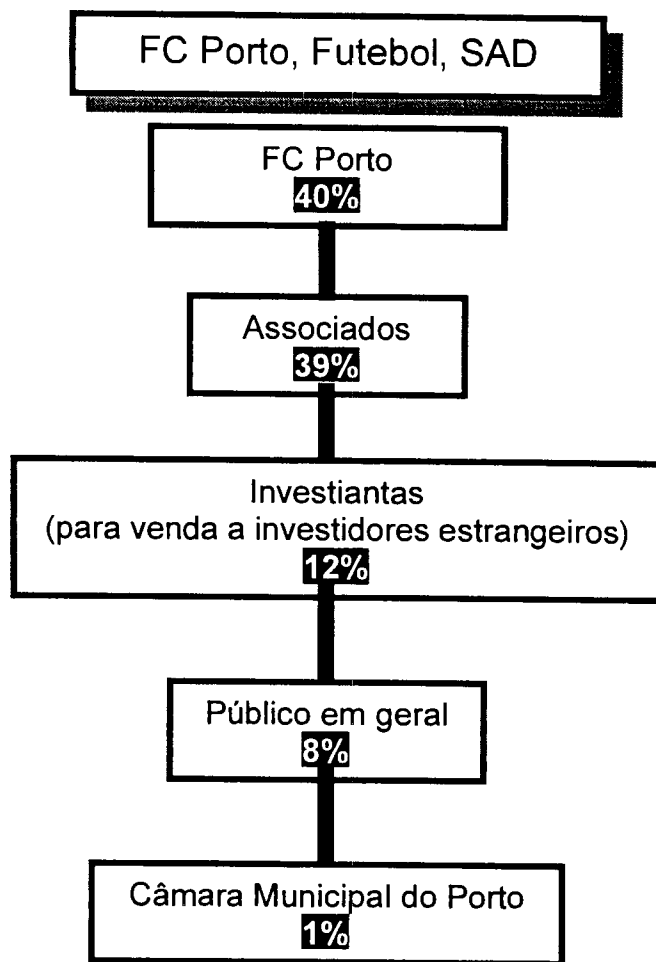 FC Porto, Futebol, SAD
FC Porto
40%
Associados
39%
Investiantas
(para venda a investidores estrangeiros)
12%
Público em geral
8%
Câmara Municipal do Porto
1%